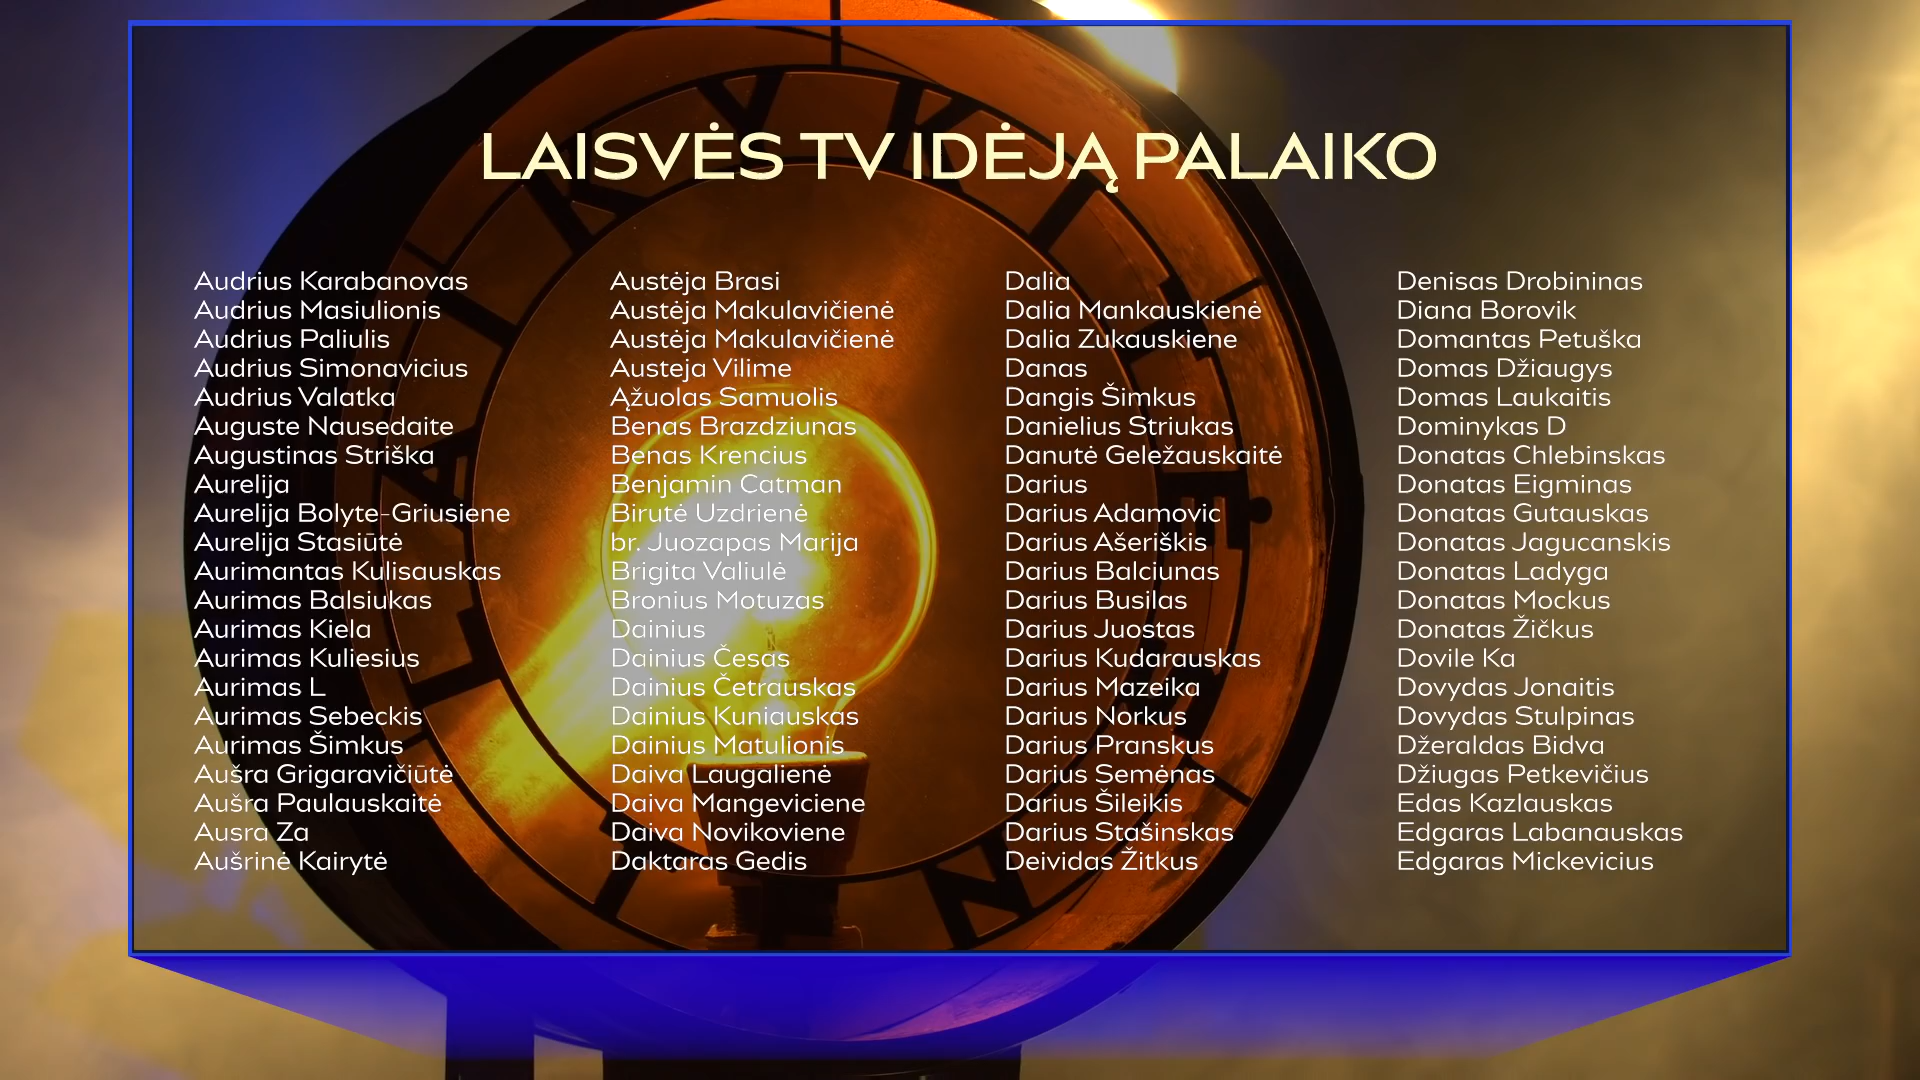 LAISVĖS TV IDĖJĄ PALAIKO
Audrius Karabanovas
Audrius Masiulionis
Audrius Paliulis
Audrius Simonavicius
Audrius Valatka
Auguste Nausedaite
Augustinas Striška
Aurelija
Aurelija Bolyte-Griusiene
Aurelija Stasiūtė
Aurimantas Kulisauskas
Aurimas Balsiukas
Aurimas Kiela
Aurimas Kuliesius
Aurimas L
Aurimas Sebeckis
Aurimas Šimkus
Aušra Grigaravičiūtė
Aušra Paulauskaitė
Ausra Za
Aušrinė Kairytė
Austėja Brasi
Austėja Makulavičienė
Austėja Makulavičienė
Austeja Vilime
Ąžuolas Samuolis
Benas Brazdziunas
Benas Krencius
Benjamin Catman
Birutė Uzdrienė
br. Juozapas Marija
Brigita Valiulė
Bronius Motuzas
Dainius
Dainius Česas
Dainius Četrauskas
Dainius Kuniauskas
Dainius Matulionis
Daiva Laugalienė
Daiva Mangeviciene
Daiva Novikoviene
Daktaras Gedis
Dalia
Dalia Mankauskienė
Dalia Zukauskiene
Danas
Dangis Šimkus
Danielius Striukas
Danutė Geležauskaitė
Darius
Darius Adamovic
Darius Ašeriškis
Darius Balciunas
Darius Busilas
Darius Juostas
Darius Kudarauskas
Darius Mazeika
Darius Norkus
Darius Pranskus
Darius Semėnas
Darius Šileikis
Darius Stašinskas
Deividas Žitkus
Denisas Drobininas
Diana Borovik
Domantas Petuška
Domas Džiaugys
Domas Laukaitis
Dominykas D
Donatas Chlebinskas
Donatas Eigminas
Donatas Gutauskas
Donatas Jagucanskis
Donatas Ladyga
Donatas Mockus
Donatas Žičkus
Dovile Ka
Dovydas Jonaitis
Dovydas Stulpinas
Džeraldas Bidva
Džiugas Petkevičius
Edas Kazlauskas
Edgaras Labanauskas
Edgaras Mickevicius